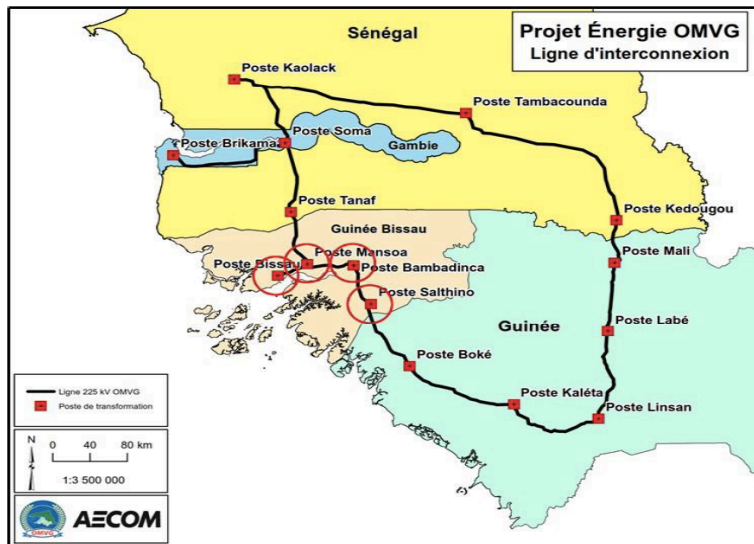 Projet Énergie OMVG
Ligne d'interconnexion
Sénégal
Poste Kaolack
Poste Tambacounda
Poste Soma
Poste Brikama
Gambie
Poste Tanaf
Poste Kedougou
Guinée Bissau
Poste Mansoa
Poste Mali
Poste Bissau
Poste Bambadinca
Poste Salthino
Guinée
Poste Labé
Poste Boké
Poste Kaléta
Poste Linsan
Ligne 225 kV OMVG
Poste de transformation
N
0 40 80 km
1:3 500 000
OMVG
AECOM